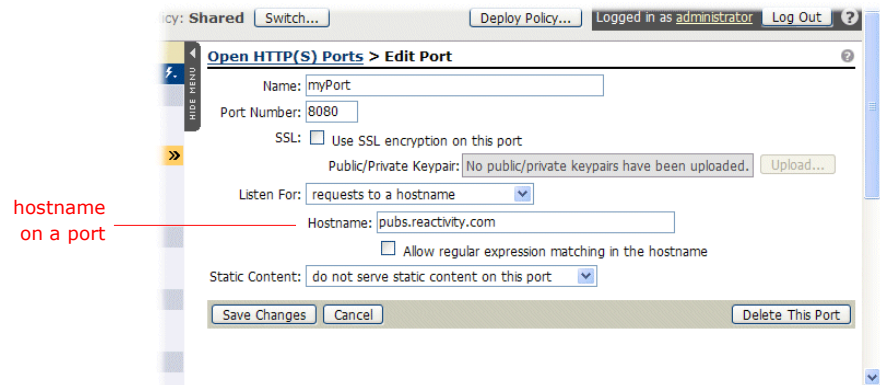 icy: Shared Switch... Deploy Policy... Logged in as administrator Log Out ?
Open HTTP(S) Ports > Edit Port ?
HIDE MENU
Name: myPort
Port Number: 8080
SSL: Use SSL encryption on this port
»
Public/Private Keypair: No public/private keypairs have been uploaded. Upload...
Listen For: requests to a hostname
hostname
on a port
Hostname: pubs.reactivity.com
Allow regular expression matching in the hostname
Static Content: do not serve static content on this port
Save Changes Cancel Delete This Port